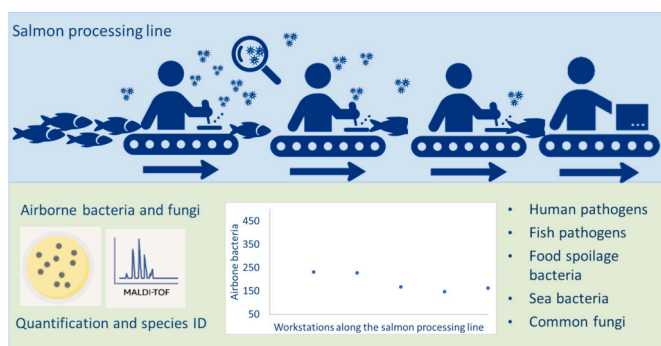 Salmon processing line
Airborne bacteria and fungi
MALDI-TOF
Quantification and species ID
Airbone bacteria
450
350
250
150
50
Workstations along the salmon processing line
• Human pathogens
• Fish pathogens
• Food spoilage
bacteria
• Sea bacteria
• Common fungi